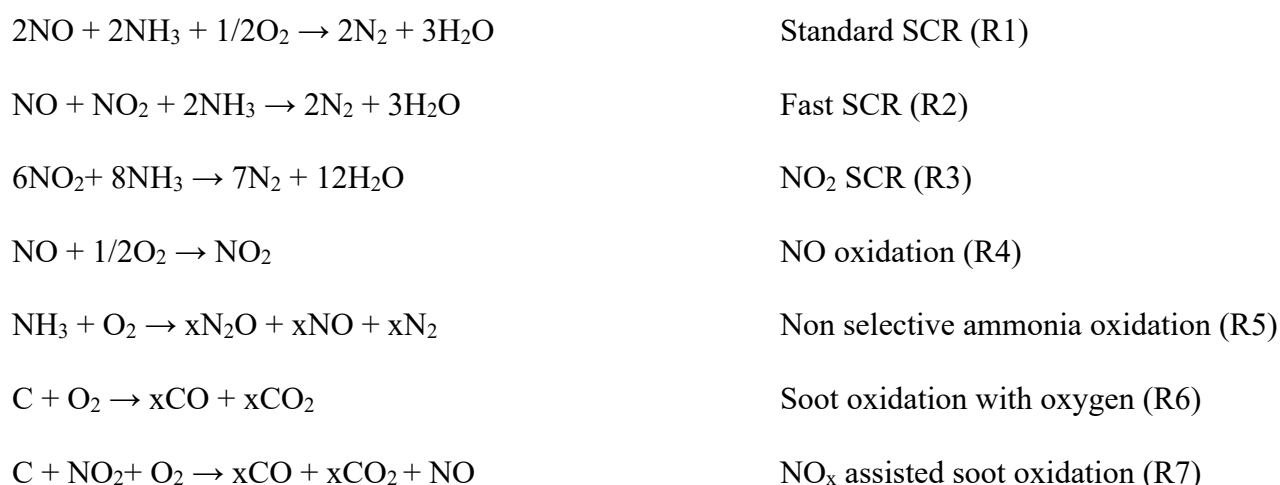 2NO + 2NH₃ + 1/2O₂ → 2N₂ + 3H₂O Standard SCR (R1)
NO + NO₂ + 2NH₃ → 2N₂ + 3H₂O Fast SCR (R2)
6NO₂+ 8NH₃ → 7N₂ + 12H₂O NO₂ SCR (R3)
NO + 1/2O₂ → NO₂ NO oxidation (R4)
NH₃ + O₂ → xN₂O + xNO + xN₂ Non selective ammonia oxidation (R5)
C + O₂ → xCO + xCO₂ Soot oxidation with oxygen (R6)
C + NO₂+ O₂ → xCO + xCO₂ + NO NOₓ assisted soot oxidation (R7)